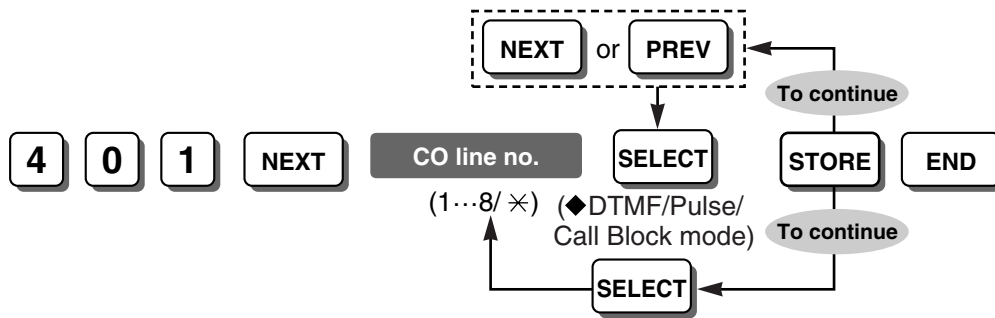 NEXT or PREV
To continue
4 0 1 NEXT CO line no. SELECT STORE END
(1···8/ ✳) (◆DTMF/Pulse/
Call Block mode)
To continue
SELECT